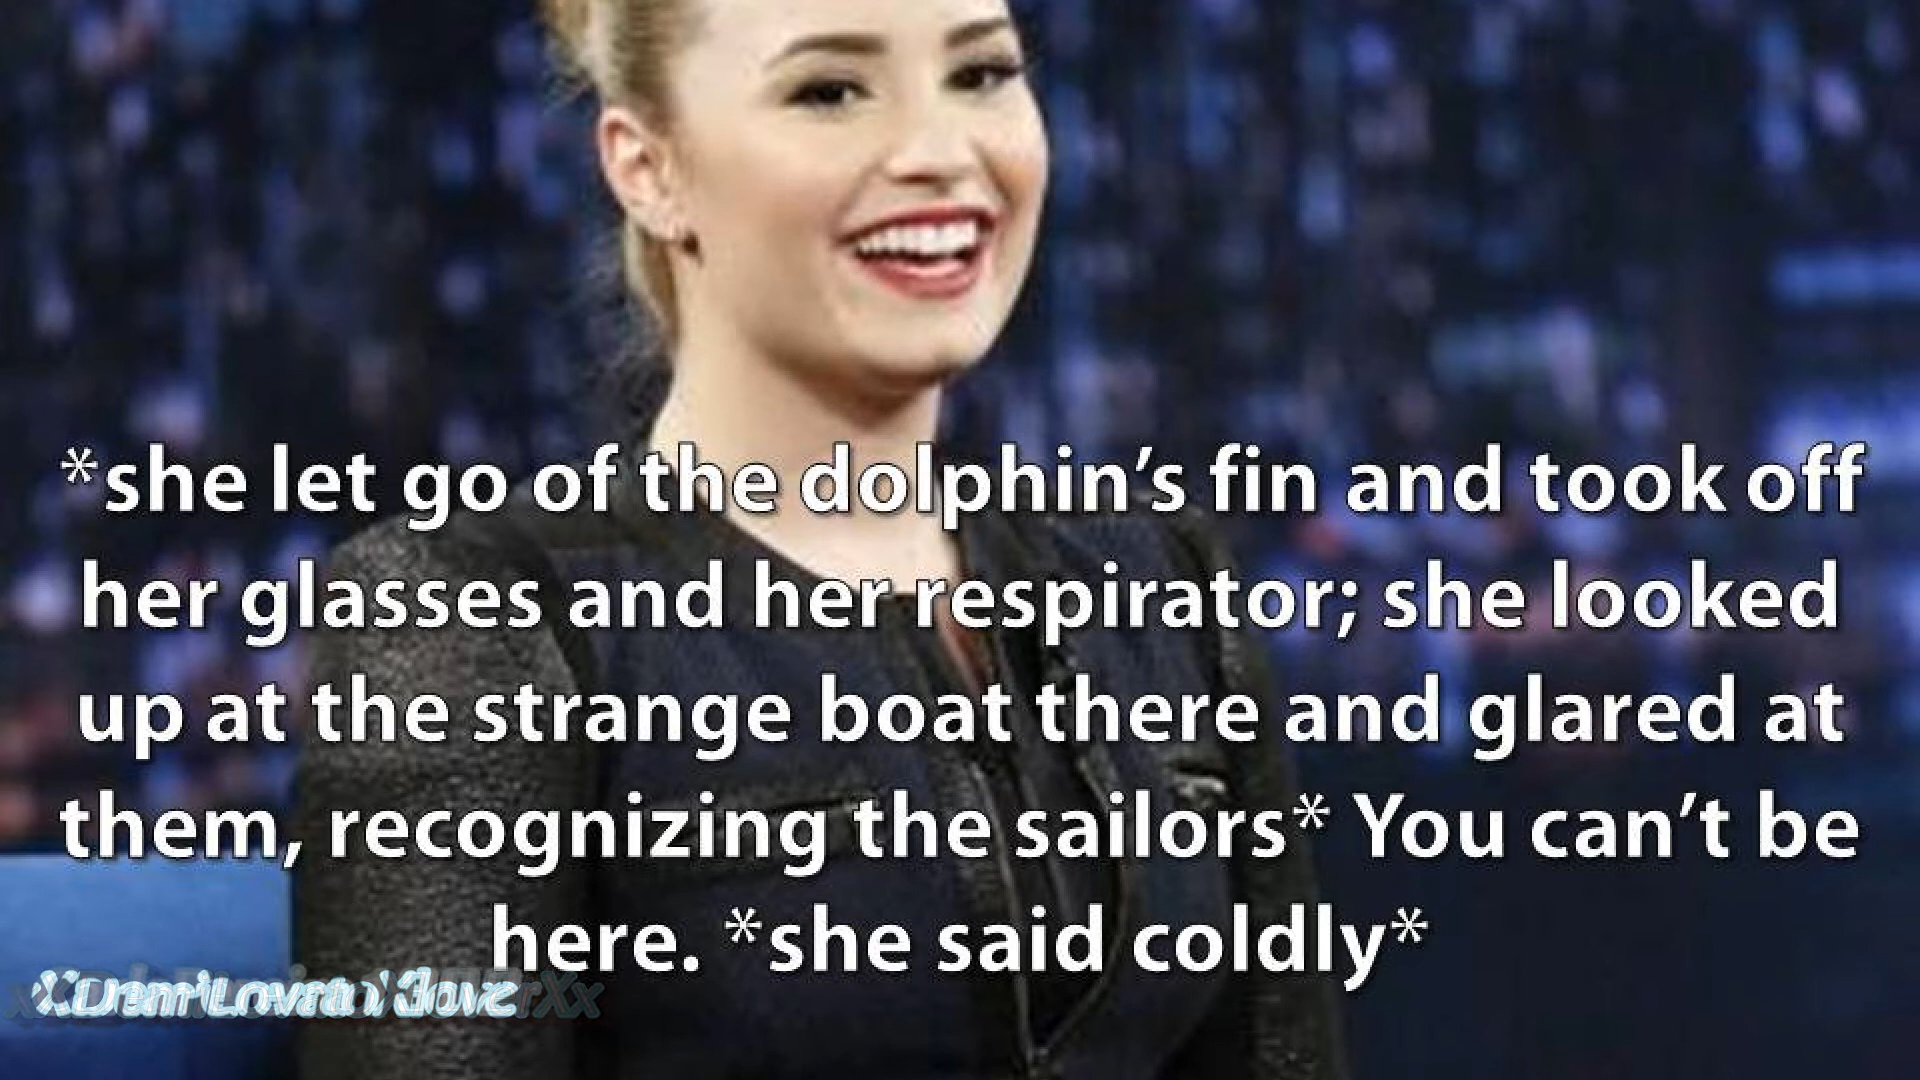 *she let go of the dolphin’s fin and took off
her glasses and her respirator; she looked
up at the strange boat there and glared at
them, recognizing the sailors* You can’t be
here. *she said coldly*